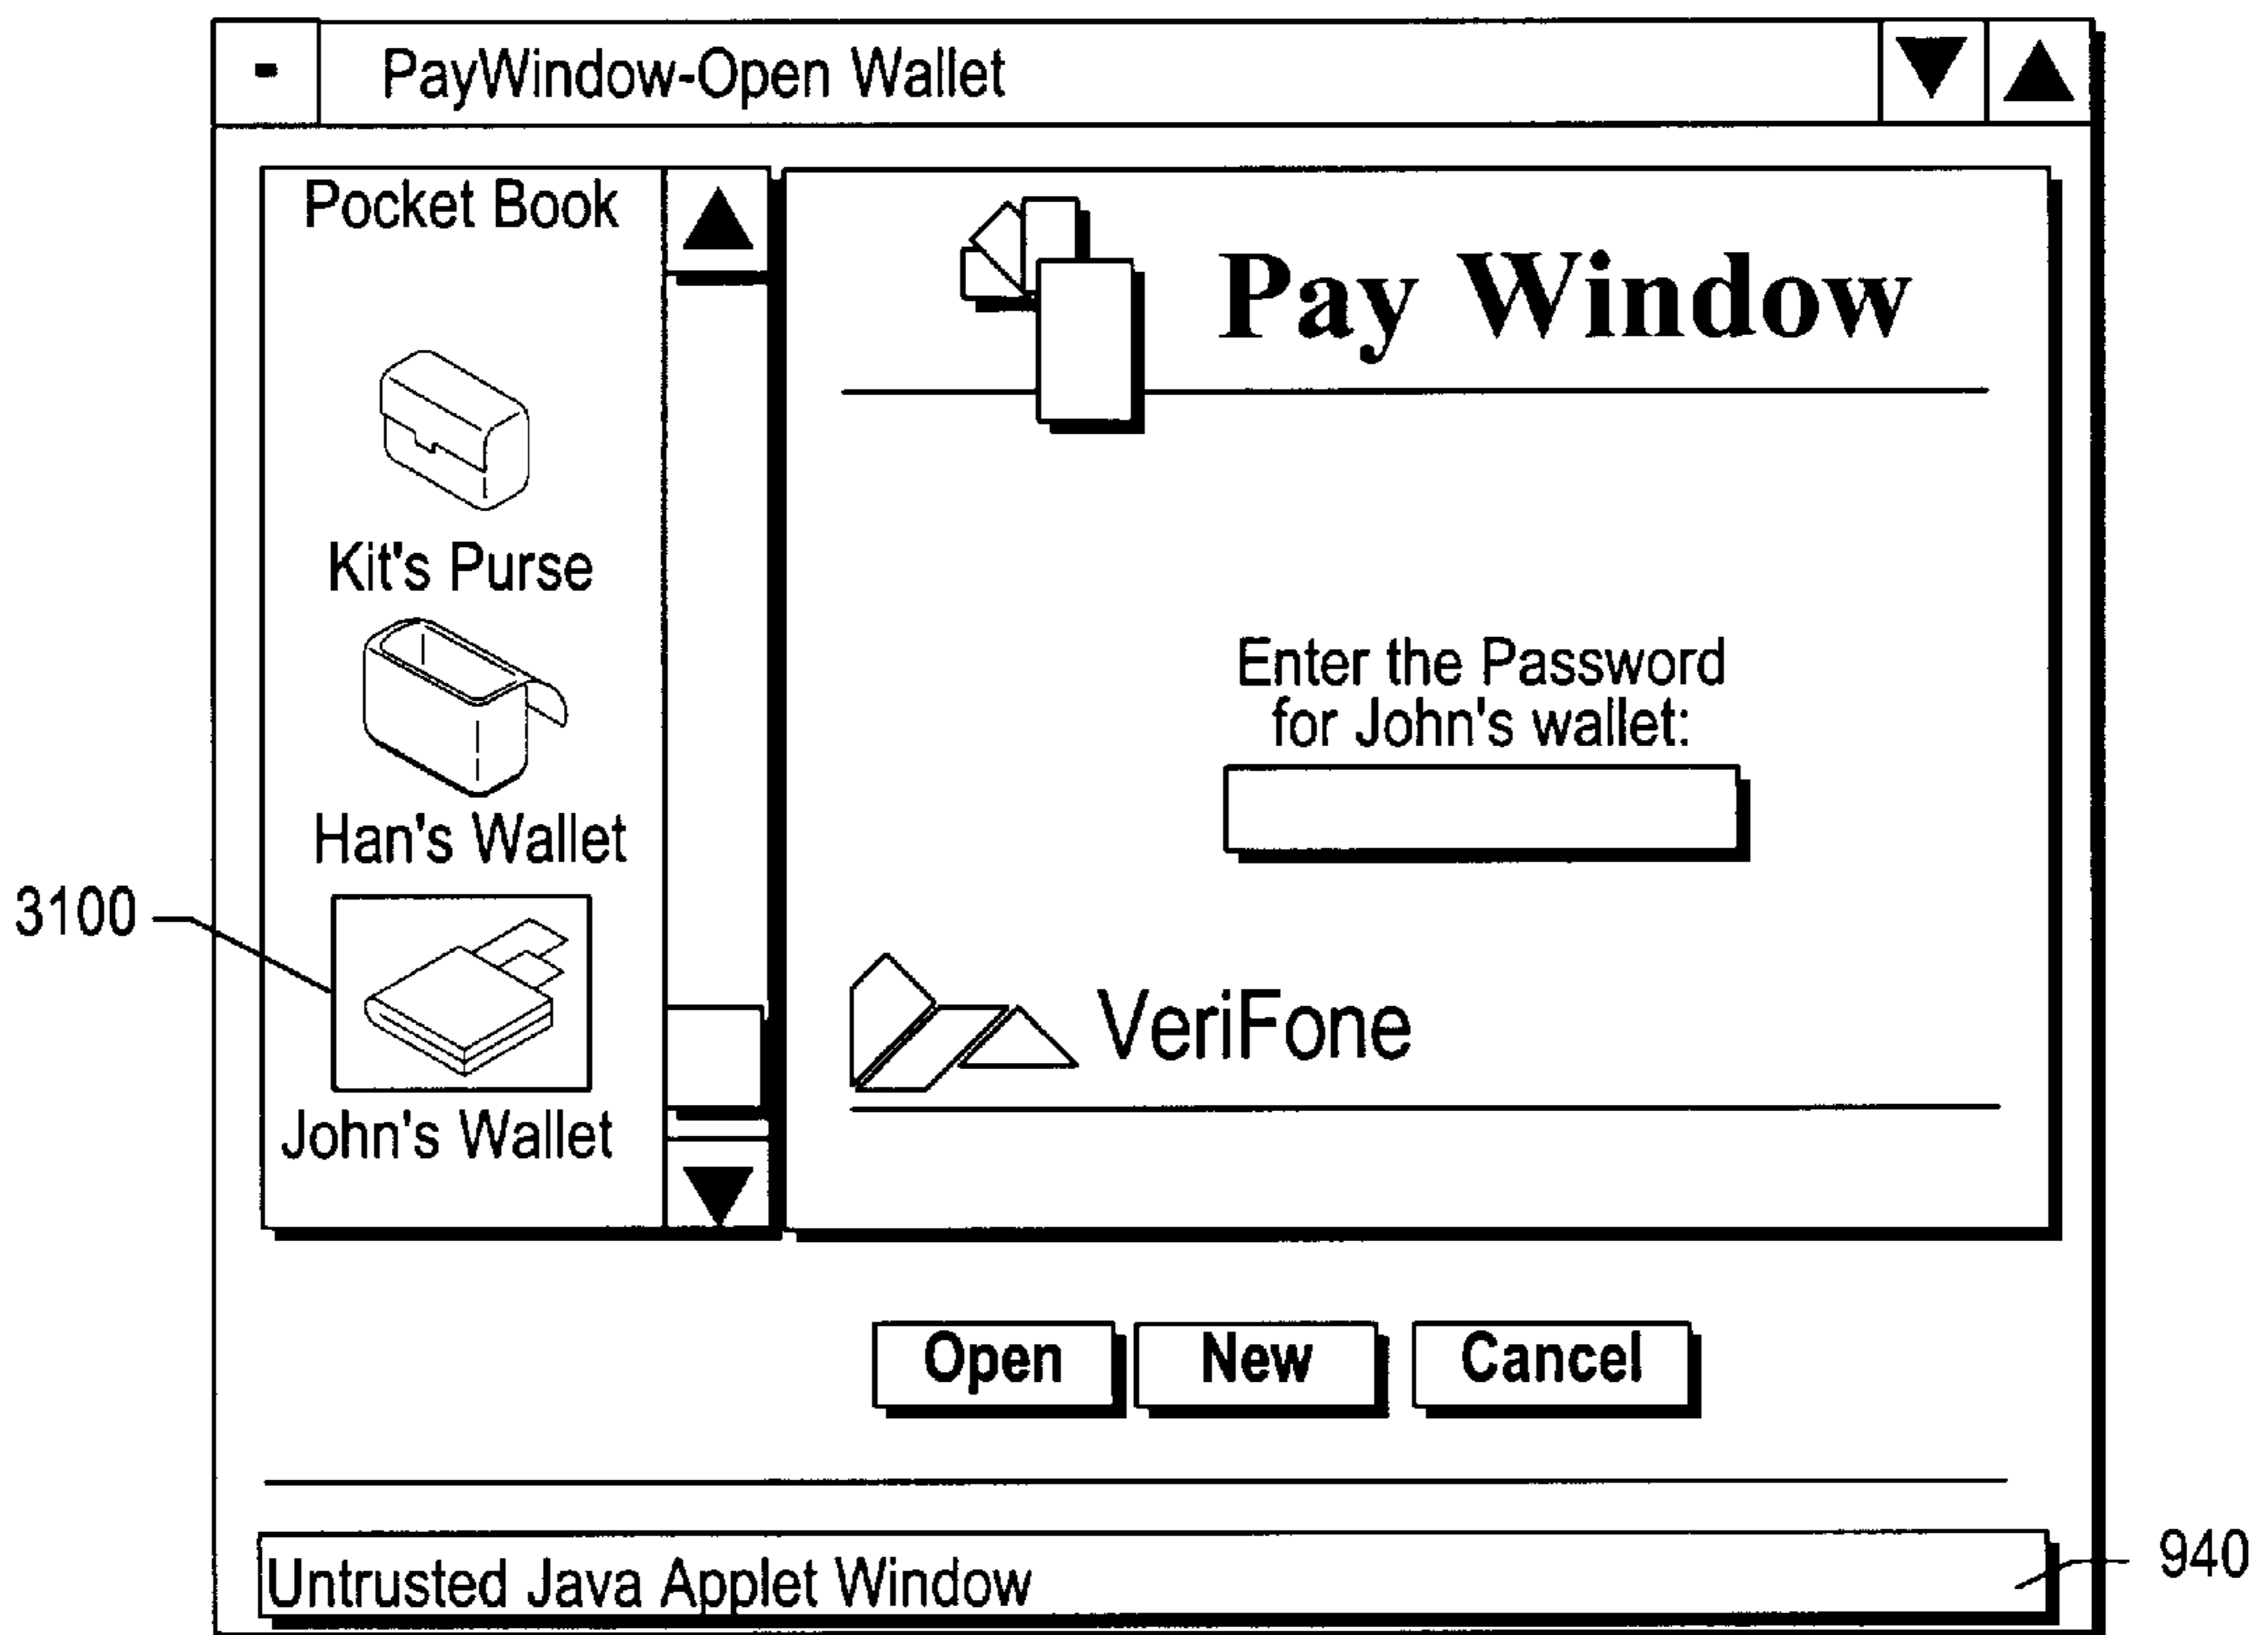 PayWindow-Open Wallet
Pocket Book
Kit's Purse
Han's Wallet
3100
John's Wallet
Pay Window
Enter the Password
for John's wallet:
VeriFone
Open
New
Cancel
Untrusted Java Applet Window
940